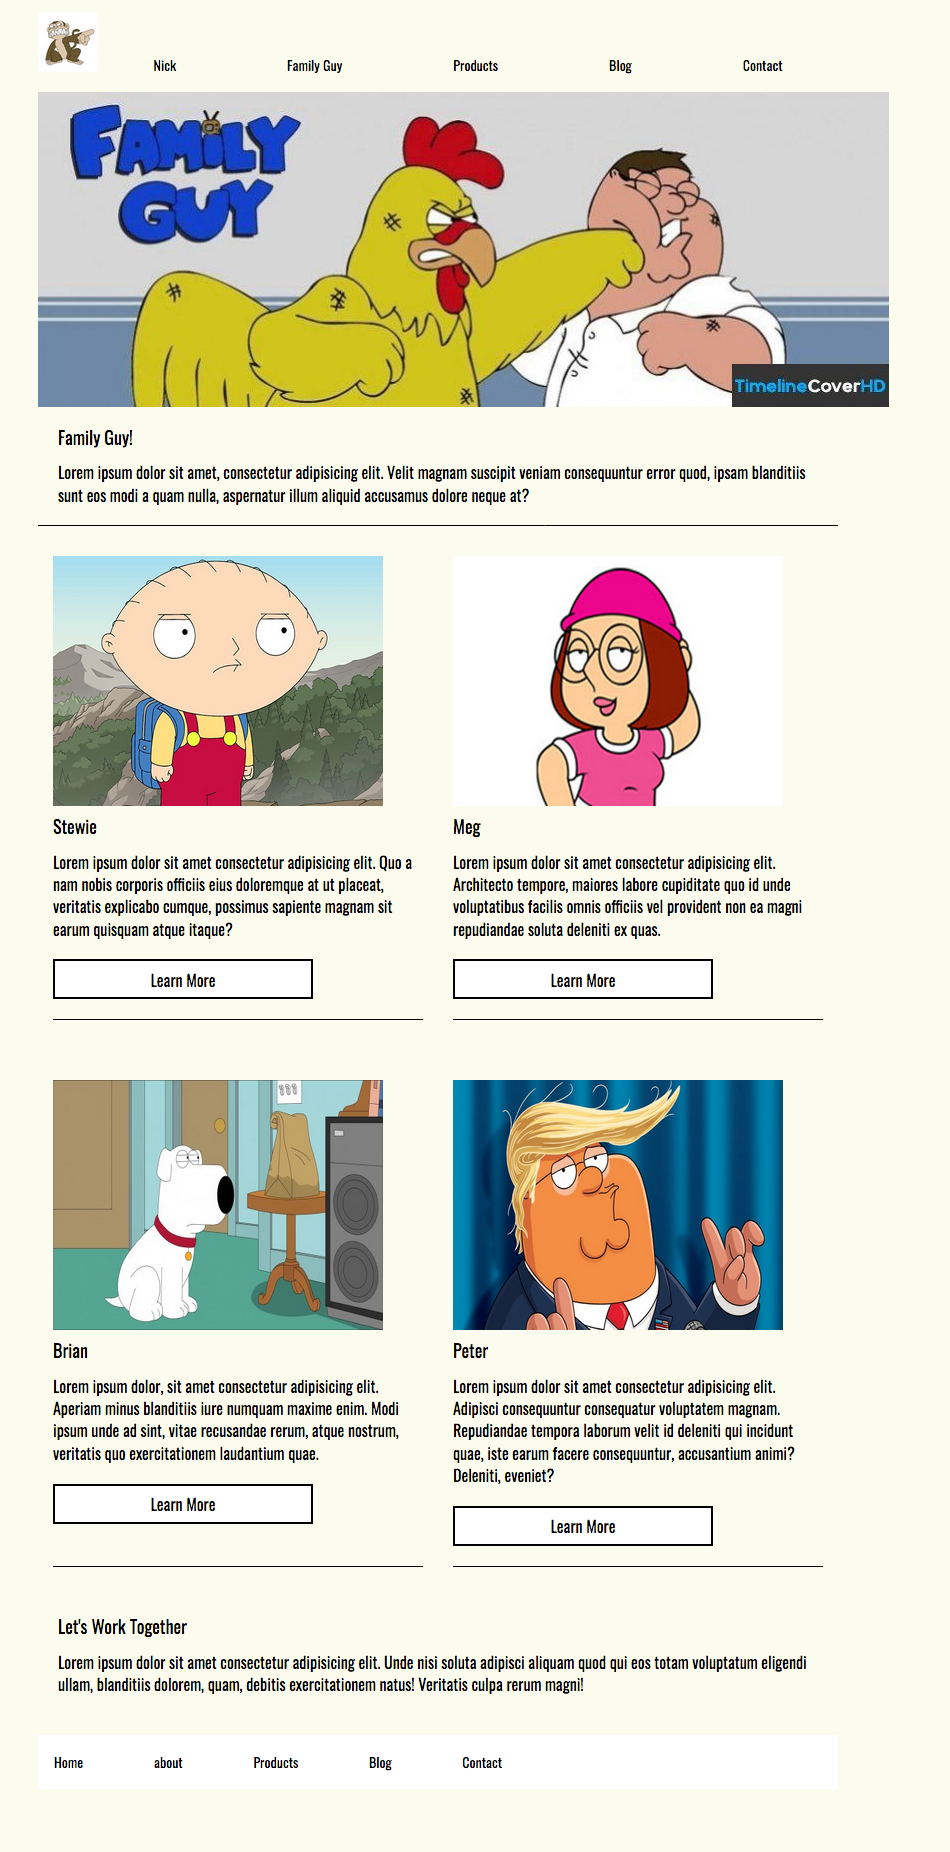 Nick
Family Guy
Products
Blog
Contact
FAMILY
GUY
TimelineCoverHD
Family Guy!
Lorem ipsum dolor sit amet, consectetur adipisicing elit. Velit magnam suscipit veniam consequuntur error quod, ipsam blanditiis
sunt eos modi a quam nulla, aspernatur illum aliquid accusamus dolore neque at?
Stewie
Lorem ipsum dolor sit amet consectetur adipisicing elit. Quo a
nam nobis corporis officiis eius doloremque at ut placeat,
veritatis explicabo cumque, possimus sapiente magnam sit
earum quisquam atque itaque?
Learn More
Meg
Lorem ipsum dolor sit amet consectetur adipisicing elit.
Architecto tempore, maiores labore cupiditate quo id unde
voluptatibus facilis omnis officiis vel provident non ea magni
repudiandae soluta deleniti ex quas.
Learn More
Brian
Lorem ipsum dolor, sit amet consectetur adipisicing elit.
Aperiam minus blanditiis iure numquam maxime enim. Modi
ipsum unde ad sint, vitae recusandae rerum, atque nostrum,
veritatis quo exercitationem laudantium quae.
Learn More
Peter
Lorem ipsum dolor sit amet consectetur adipisicing elit.
Adipisci consequuntur consequatur voluptatem magnam.
Repudiandae tempora laborum velit id deleniti qui incidunt
quae, iste earum facere consequuntur, accusantium animi?
Deleniti, eveniet?
Learn More
Let's Work Together
Lorem ipsum dolor sit amet consectetur adipisicing elit. Unde nisi soluta adipisci aliquam quod qui eos totam voluptatum eligendi
ullam, blanditiis dolorem, quam, debitis exercitationem natus! Veritatis culpa rerum magni!
Home
about
Products
Blog
Contact